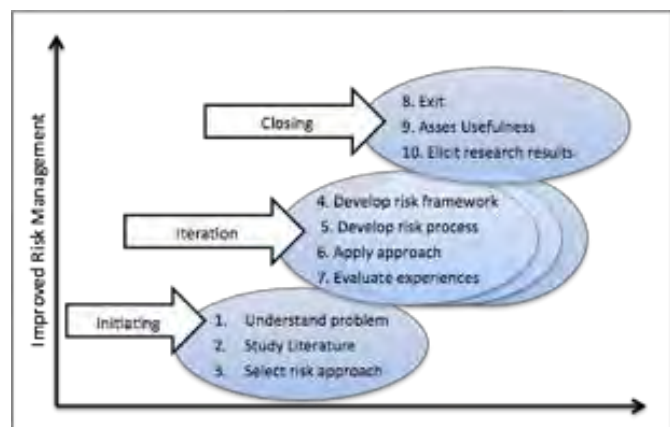 Improved Risk Management
Closing
8. Exit
9. Asses Usefulness
10. Elicit research results
Iteration
4. Develop risk framework
5. Develop risk process
6. Apply approach
7. Evaluate experiences
Initiating
1. Understand problem
2. Study Literature
3. Select risk approach